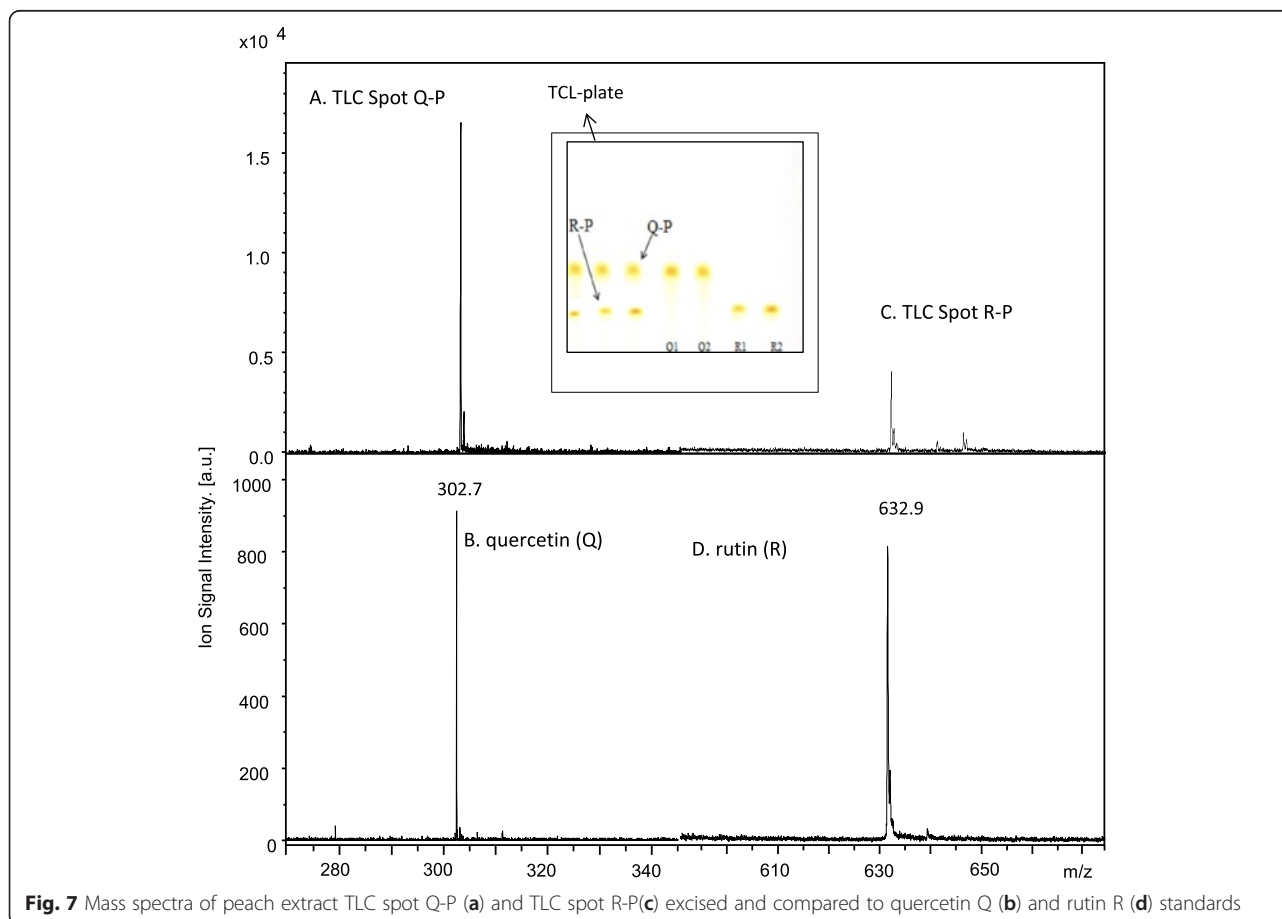 x10 4
A. TLC Spot Q-P
TCL-plate
1.5
1.0
0.5
0.0
R-P
Q-P
Q1 Q2 R1 R2
C. TLC Spot R-P
Ion Signal Intensity. [a.u.]
1000
800
600
400
200
0
302.7
B. quercetin (Q)
632.9
D. rutin (R)
280 300 320 340 610 630 650 m/z
Fig. 7 Mass spectra of peach extract TLC spot Q-P (a) and TLC spot R-P(c) excised and compared to quercetin Q (b) and rutin R (d) standards